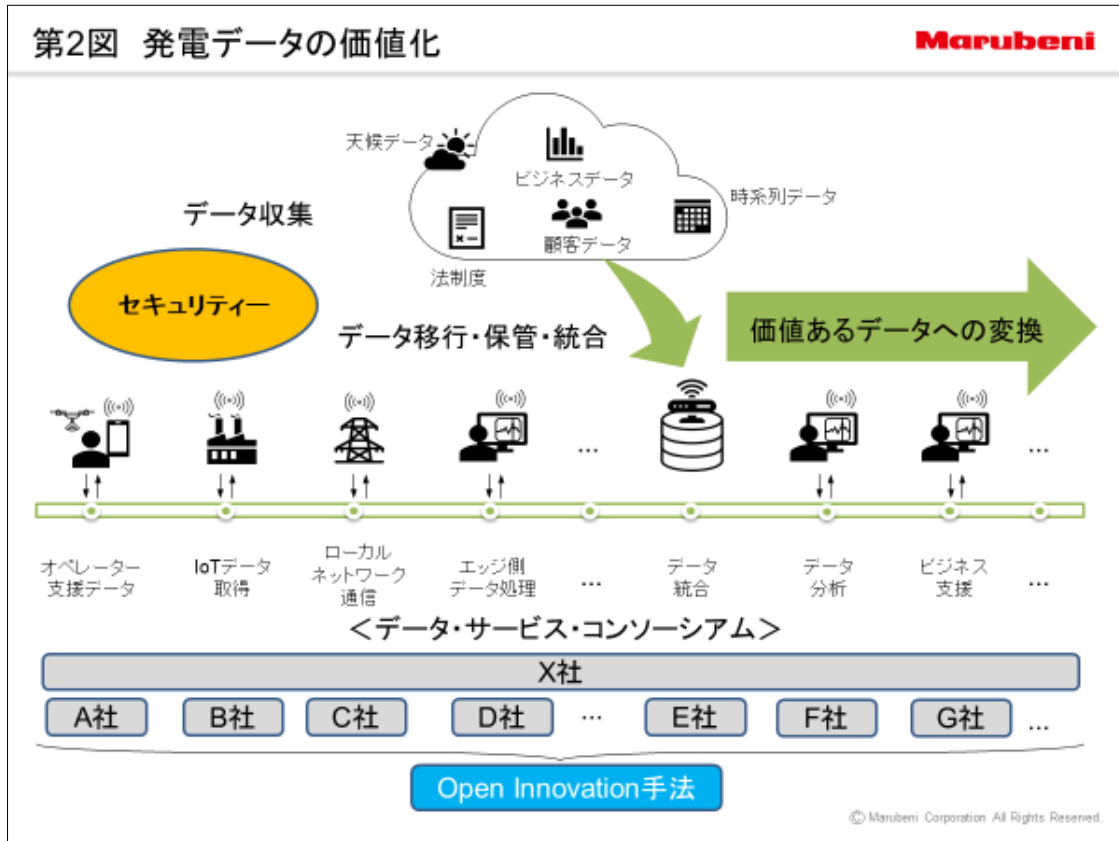 第2図 発電データの価値化
Marubeni
天候データ
ビジネスデータ
時系列データ
顧客データ
法制度
データ収集
セキュリティー
データ移行・保管・統合
価値あるデータへの変換
...
...
オペレーター
支援データ
IoTデータ
取得
ローカル
ネットワーク
通信
エッジ側
データ処理
...
データ
統合
データ
分析
ビジネス
支援
...
＜データ・サービス・コンソーシアム＞
X社
A社
B社
C社
D社
...
E社
F社
G社
...
Open Innovation手法
Ⓒ Marubeni Corporation All Rights Reserved.